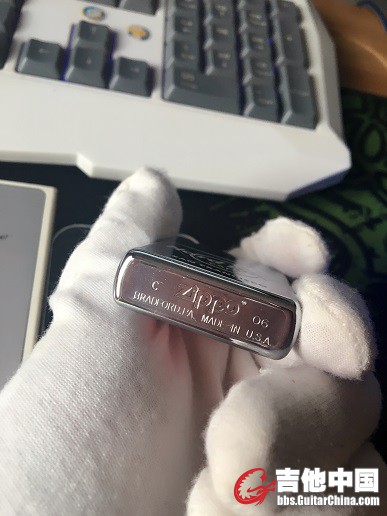 C Zippo® 06
BRADFORD.PA. MADE IN U.S.A
吉他中国
bbs.GuitarChina.com